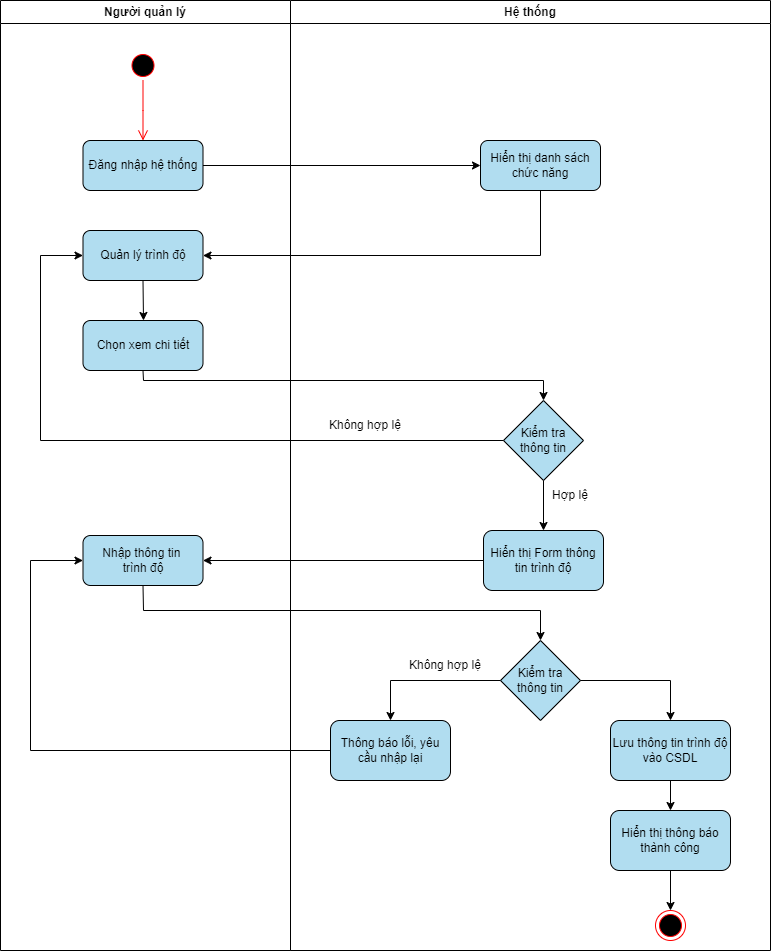 Người quản lý
Hệ thống
Đăng nhập hệ thống
Hiển thị danh sách
chức năng
Quản lý trình độ
Chọn xem chi tiết
Không hợp lệ
Kiểm tra
thông tin
Hợp lệ
Nhập thông tin
trình độ
Hiển thị Form thông
tin trình độ
Không hợp lệ
Kiểm tra
thông tin
Thông báo lỗi, yêu
cầu nhập lại
Lưu thông tin trình độ
vào CSDL
Hiển thị thông báo
thành công